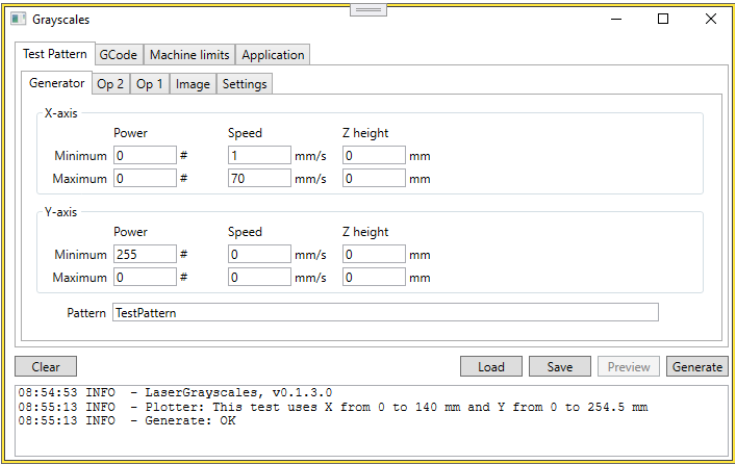 Grayscales
Test Pattern GCode Machine limits Application
Generator Op 2 Op 1 Image Settings
X-axis
Power Speed Z height
Minimum 0 # 1 mm/s 0 mm
Maximum 0 # 70 mm/s 0 mm
Y-axis
Power Speed Z height
Minimum 255 # 0 mm/s 0 mm
Maximum 0 # 0 mm/s 0 mm
Pattern TestPattern
Clear Load Save Preview Generate
08:54:53 INFO - LaserGrayscales, v0.1.3.0
08:55:13 INFO - Plotter: This test uses X from 0 to 140 mm and Y from 0 to 254.5 mm
08:55:13 INFO - Generate: OK